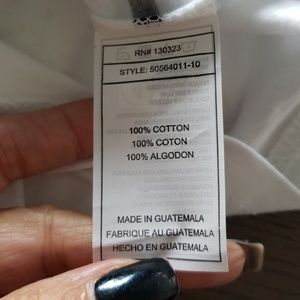 RN# 130323
STYLE: 50564011-10
100% COTTON
100% COTON
100% ALGODON
MADE IN GUATEMALA
FABRIQUE AU GUATEMALA
HECHO EN GUATEMALA